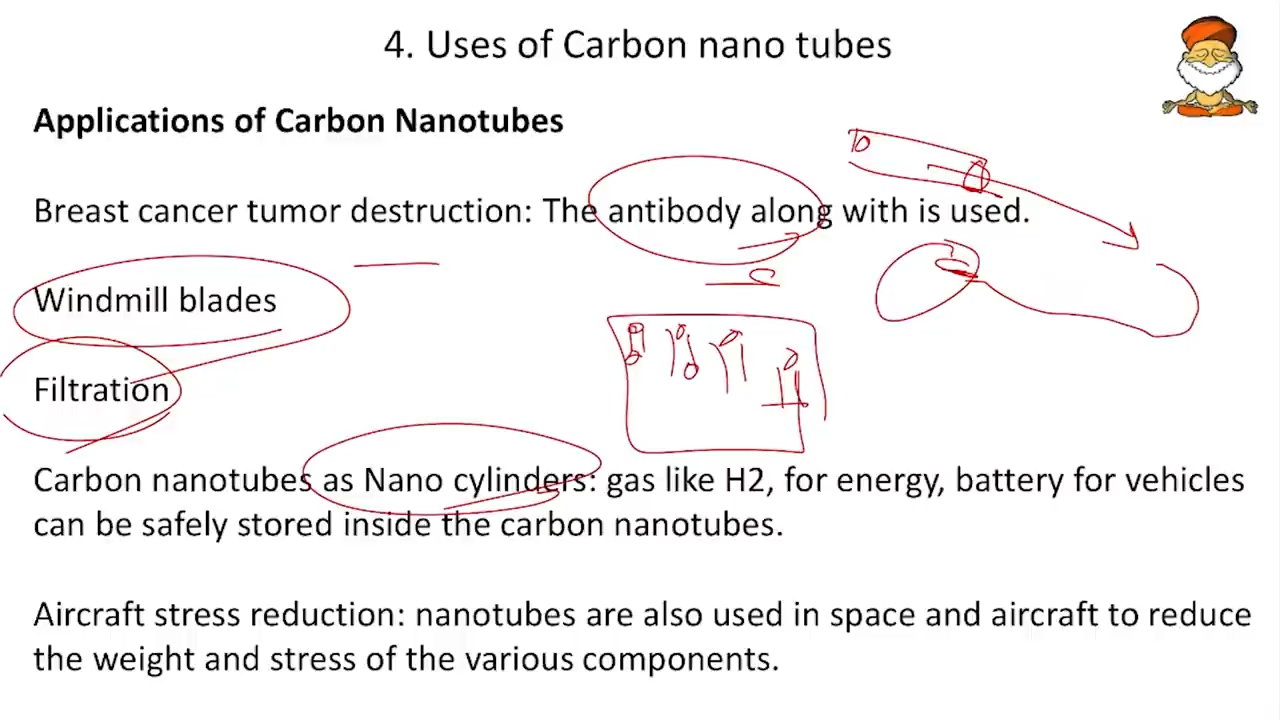 4. Uses of Carbon nano tubes
Applications of Carbon Nanotubes
Breast cancer tumor destruction: The antibody along with is used.
Windmill blades
Filtration
Carbon nanotubes as Nano cylinders: gas like H2, for energy, battery for vehicles
can be safely stored inside the carbon nanotubes.
Aircraft stress reduction: nanotubes are also used in space and aircraft to reduce
the weight and stress of the various components.